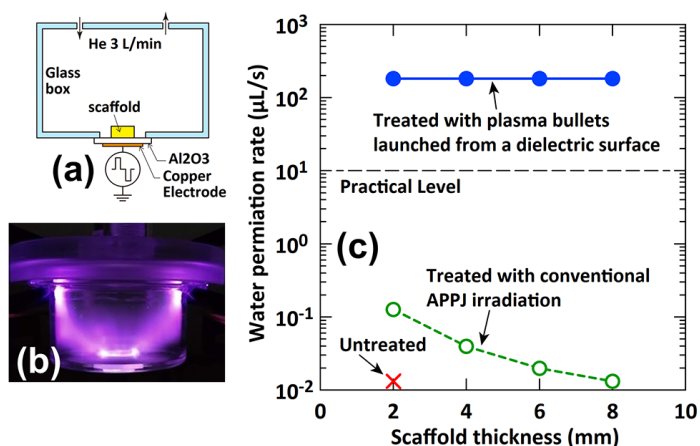 He 3 L/min
Glass
box
scaffold
(a)
Al2O3
Copper
Electrode
(b)
Water permiation rate (μL/s)
10³
10²
10¹
10⁰
10⁻¹
10⁻²
Treated with plasma bullets
launched from a dielectric surface
Practical Level
(c)
Treated with conventional
APPJ irradiation
Untreated
0 2 4 6 8 10
Scaffold thickness (mm)